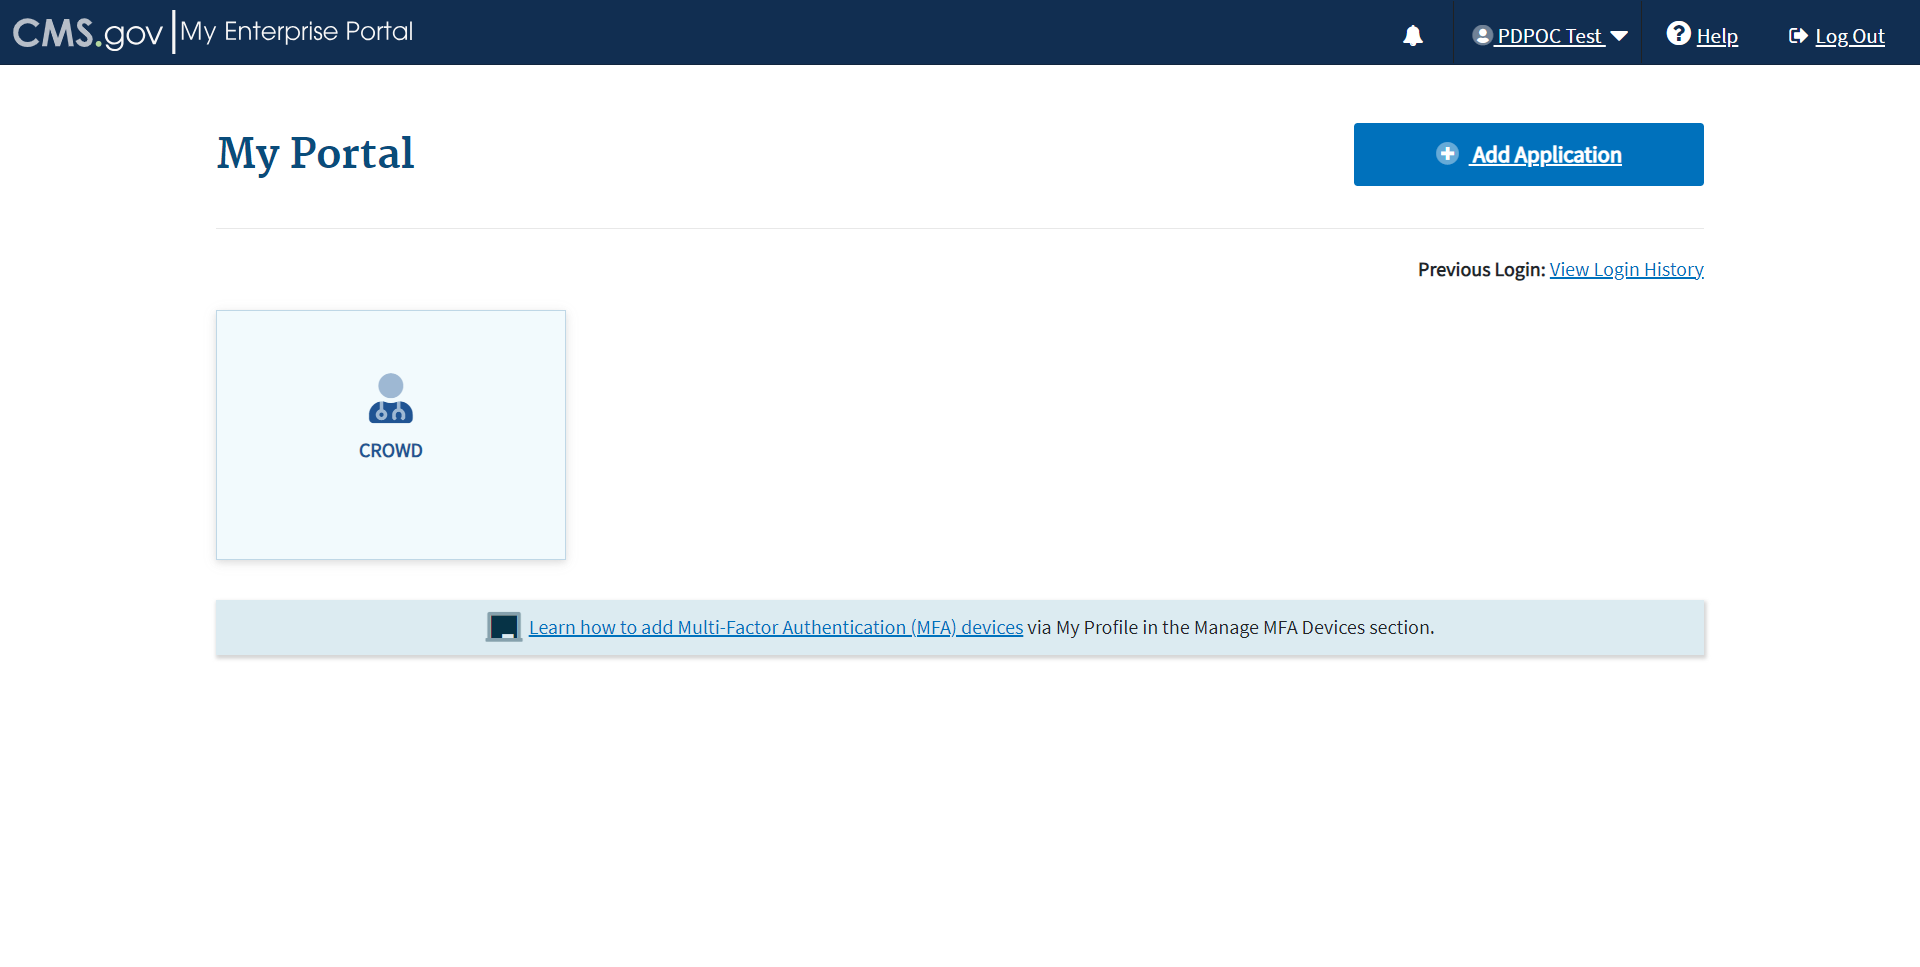 CMS.gov My Enterprise Portal
PDPOC Test Help Log Out
My Portal
Add Application
Previous Login: View Login History
CROWD
Learn how to add Multi-Factor Authentication (MFA) devices via My Profile in the Manage MFA Devices section.